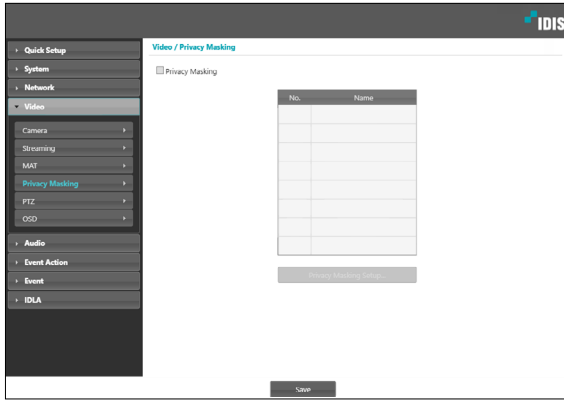 IDIS
Quick Setup
System
Network
Video
Camera
Streaming
MAT
Privacy Masking
PTZ
OSD
Audio
Event Action
Event
IDLA
Video / Privacy Masking
Privacy Masking
No. Name
Privacy Masking Setup...
Save